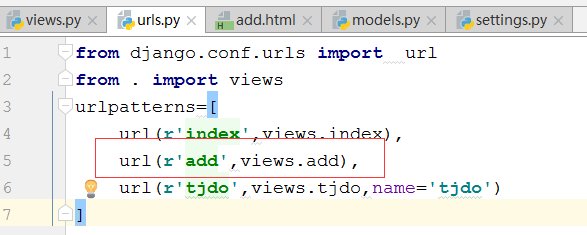 views.py × urls.py × add.html × models.py × settings.py ×
1 from django.conf.urls import  url
2 from . import views
3 urlpatterns=[
4     url(r'index',views.index),
5     url(r'add',views.add),
6     url(r'tjdo',views.tjdo,name='tjdo')
7 ]